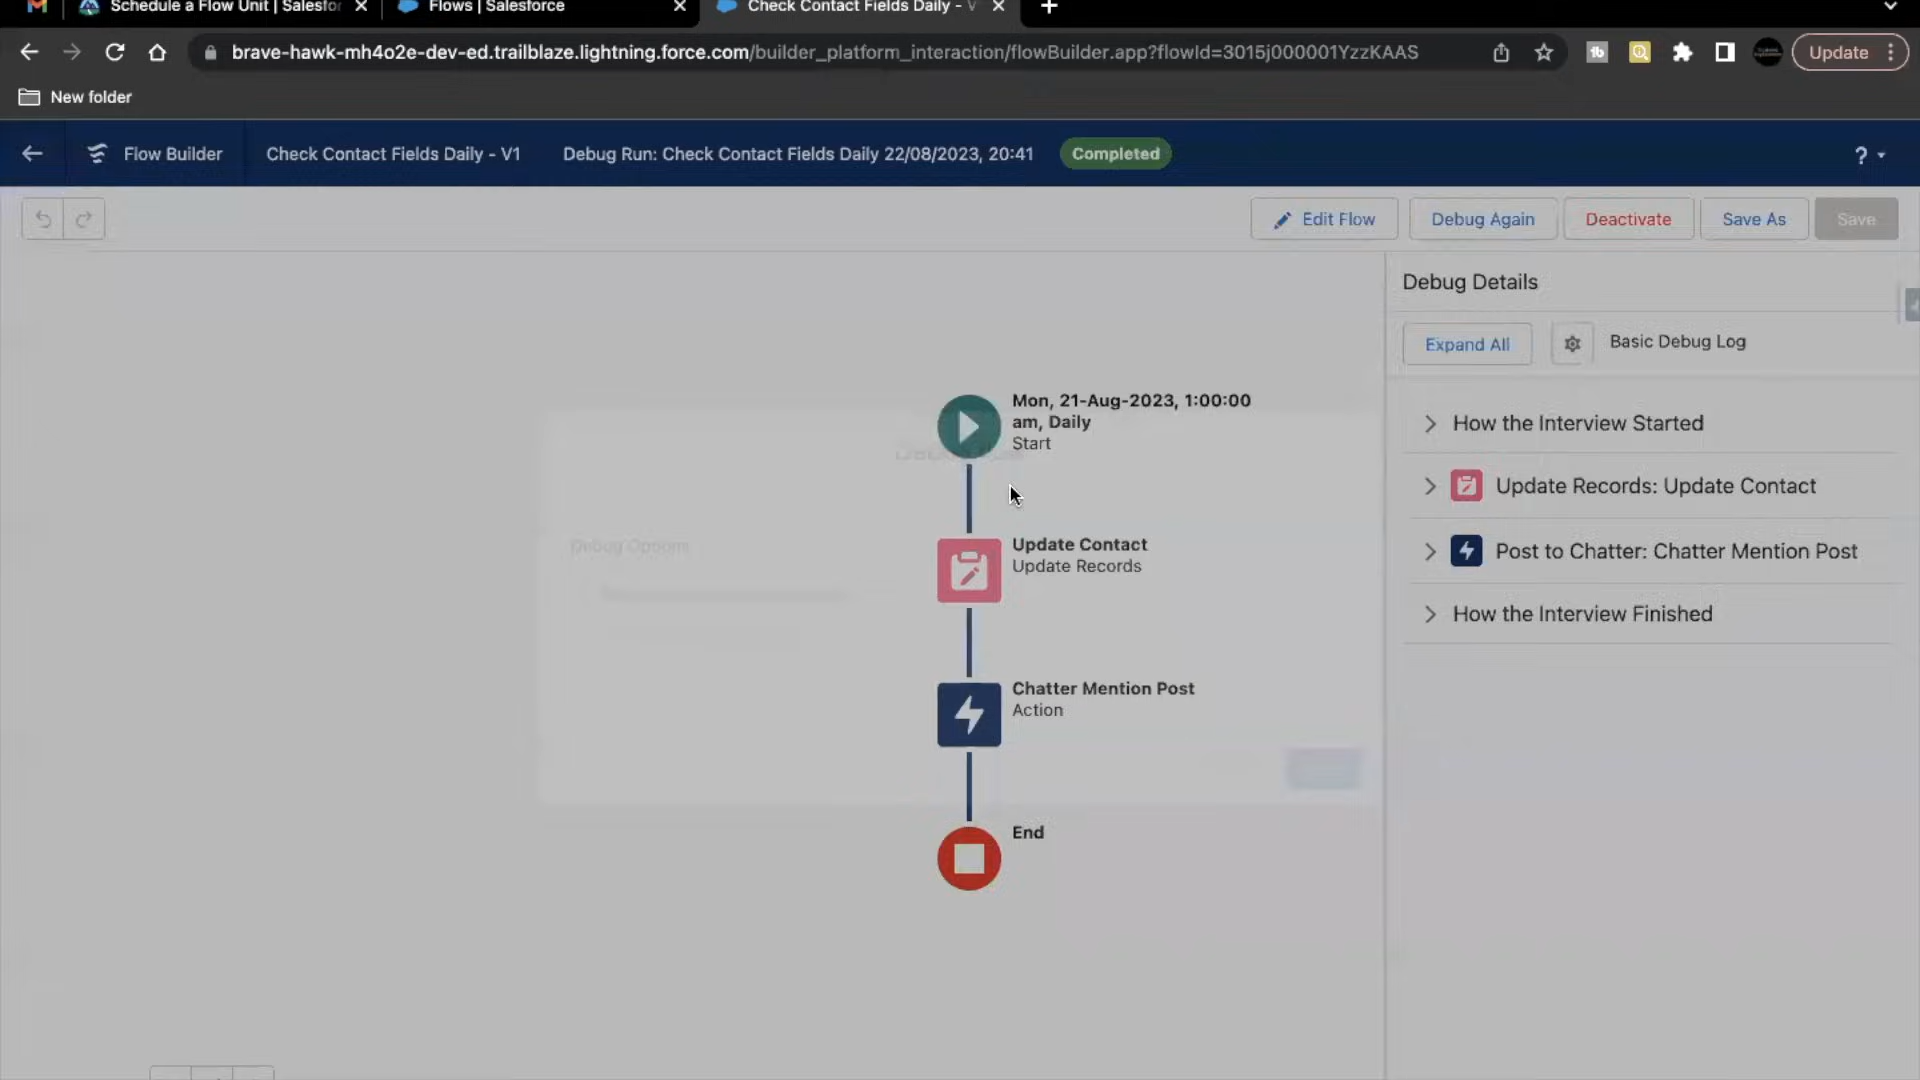 Schedule a Flow Unit | Salesfor
Flows | Salesforce
Check Contact Fields Daily - V
brave-hawk-mh4o2e-dev-ed.trailblaze.lightning.force.com/builder_platform_interaction/flowBuilder.app?flowId=3015j000001YzzKAAS
Update
New folder
Flow Builder
Check Contact Fields Daily - V1
Debug Run: Check Contact Fields Daily 22/08/2023, 20:41
Completed
?
Edit Flow
Debug Again
Deactivate
Save As
Save
Debug Details
Expand All
Basic Debug Log
How the Interview Started
Update Records: Update Contact
Post to Chatter: Chatter Mention Post
How the Interview Finished
Mon, 21-Aug-2023, 1:00:00
am, Daily
Start
Debug Options
Update Contact
Update Records
Chatter Mention Post
Action
End